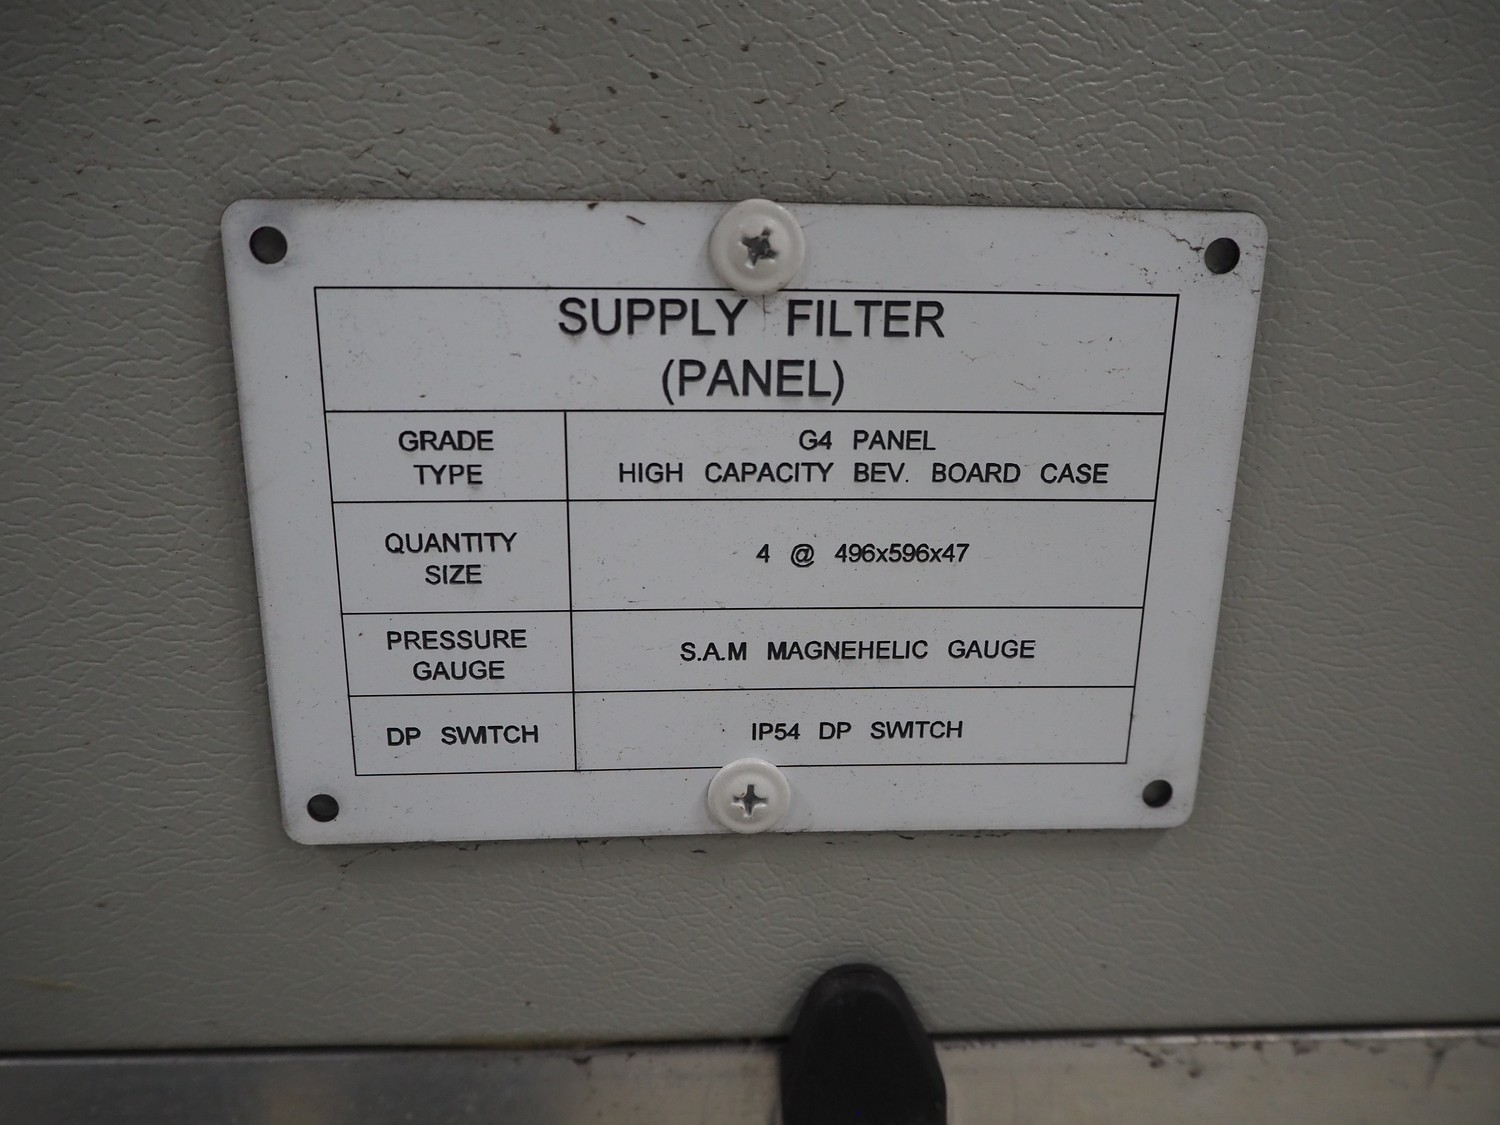 SUPPLY FILTER
(PANEL)
GRADE
TYPE
G4 PANEL
HIGH CAPACITY BEV. BOARD CASE
QUANTITY
SIZE
4 @ 496x596x47
PRESSURE
GAUGE
S.A.M MAGNEHELIC GAUGE
DP SWITCH
IP54 DP SWITCH